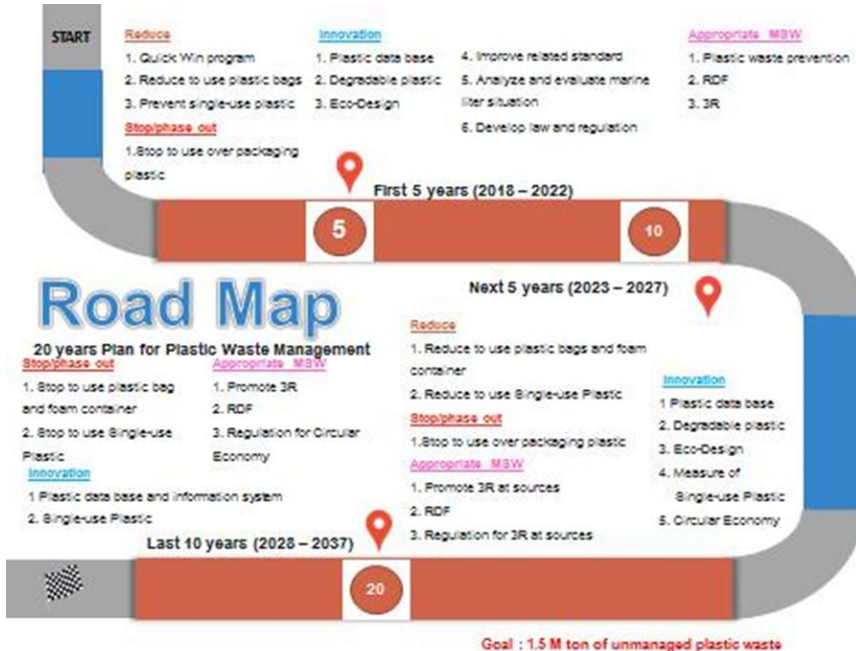 START
Reduce
1. Quick Win program
2. Reduce to use plastic bags
3. Prevent single-use plastic
Stop/phase out
1.Stop to use over packaging
plastic
Innovation
1. Plastic data base
2. Degradable plastic
3. Eco-Design
4. Improve related standard
5. Analyze and evaluate marine
liter situation
6. Develop law and regulation
Appropriate MSW
1. Plastic waste prevention
2. RDF
3. 3R
First 5 years (2018 – 2022)
5
10
Road Map
20 years Plan for Plastic Waste Management
Next 5 years (2023 – 2027)
Reduce
1. Reduce to use plastic bags and foam
container
2. Reduce to use Single-use Plastic
Stop/phase out
1.Stop to use over packaging plastic
Appropriate MSW
1. Promote 3R at sources
2. RDF
3. Regulation for 3R at sources
Innovation
1 Plastic data base
2. Degradable plastic
3. Eco-Design
4. Measure of
Single-use Plastic
5. Circular Economy
Stop/phase out
1. Stop to use plastic bag
and foam container
2. Stop to use Single-use
Plastic
Appropriate MSW
1. Promote 3R
2. RDF
3. Regulation for Circular
Economy
Innovation
1 Plastic data base and information system
2. Single-use Plastic
Last 10 years (2028 – 2037)
20
Goal : 1.5 M ton of unmanaged plastic waste